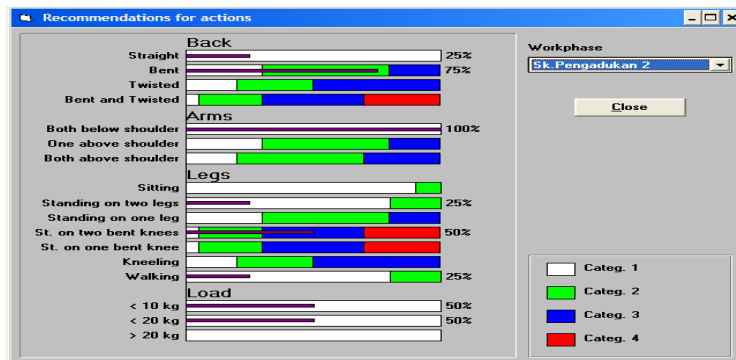 Recommendations for actions
Back
Straight 25%
Bent 75%
Twisted
Bent and Twisted
Arms
Both below shoulder 100%
One above shoulder
Both above shoulder
Legs
Sitting
Standing on two legs 25%
Standing on one leg
St. on two bent knees 50%
St. on one bent knee
Kneeling
Walking 25%
Load
< 10 kg 50%
< 20 kg 50%
> 20 kg
Workphase
Sk.Pengadukan 2
Close
Categ. 1
Categ. 2
Categ. 3
Categ. 4